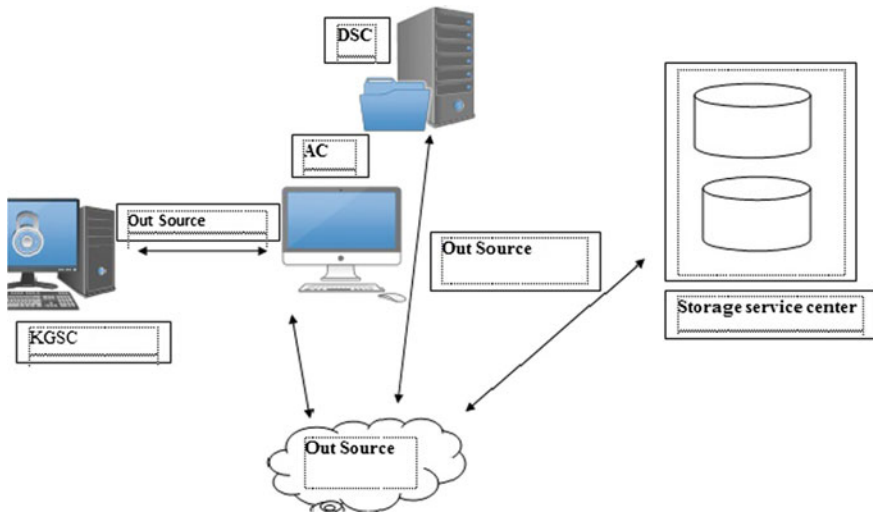 DSC
AC
Out Source
Out Source
Storage service center
KGSC
Out Source